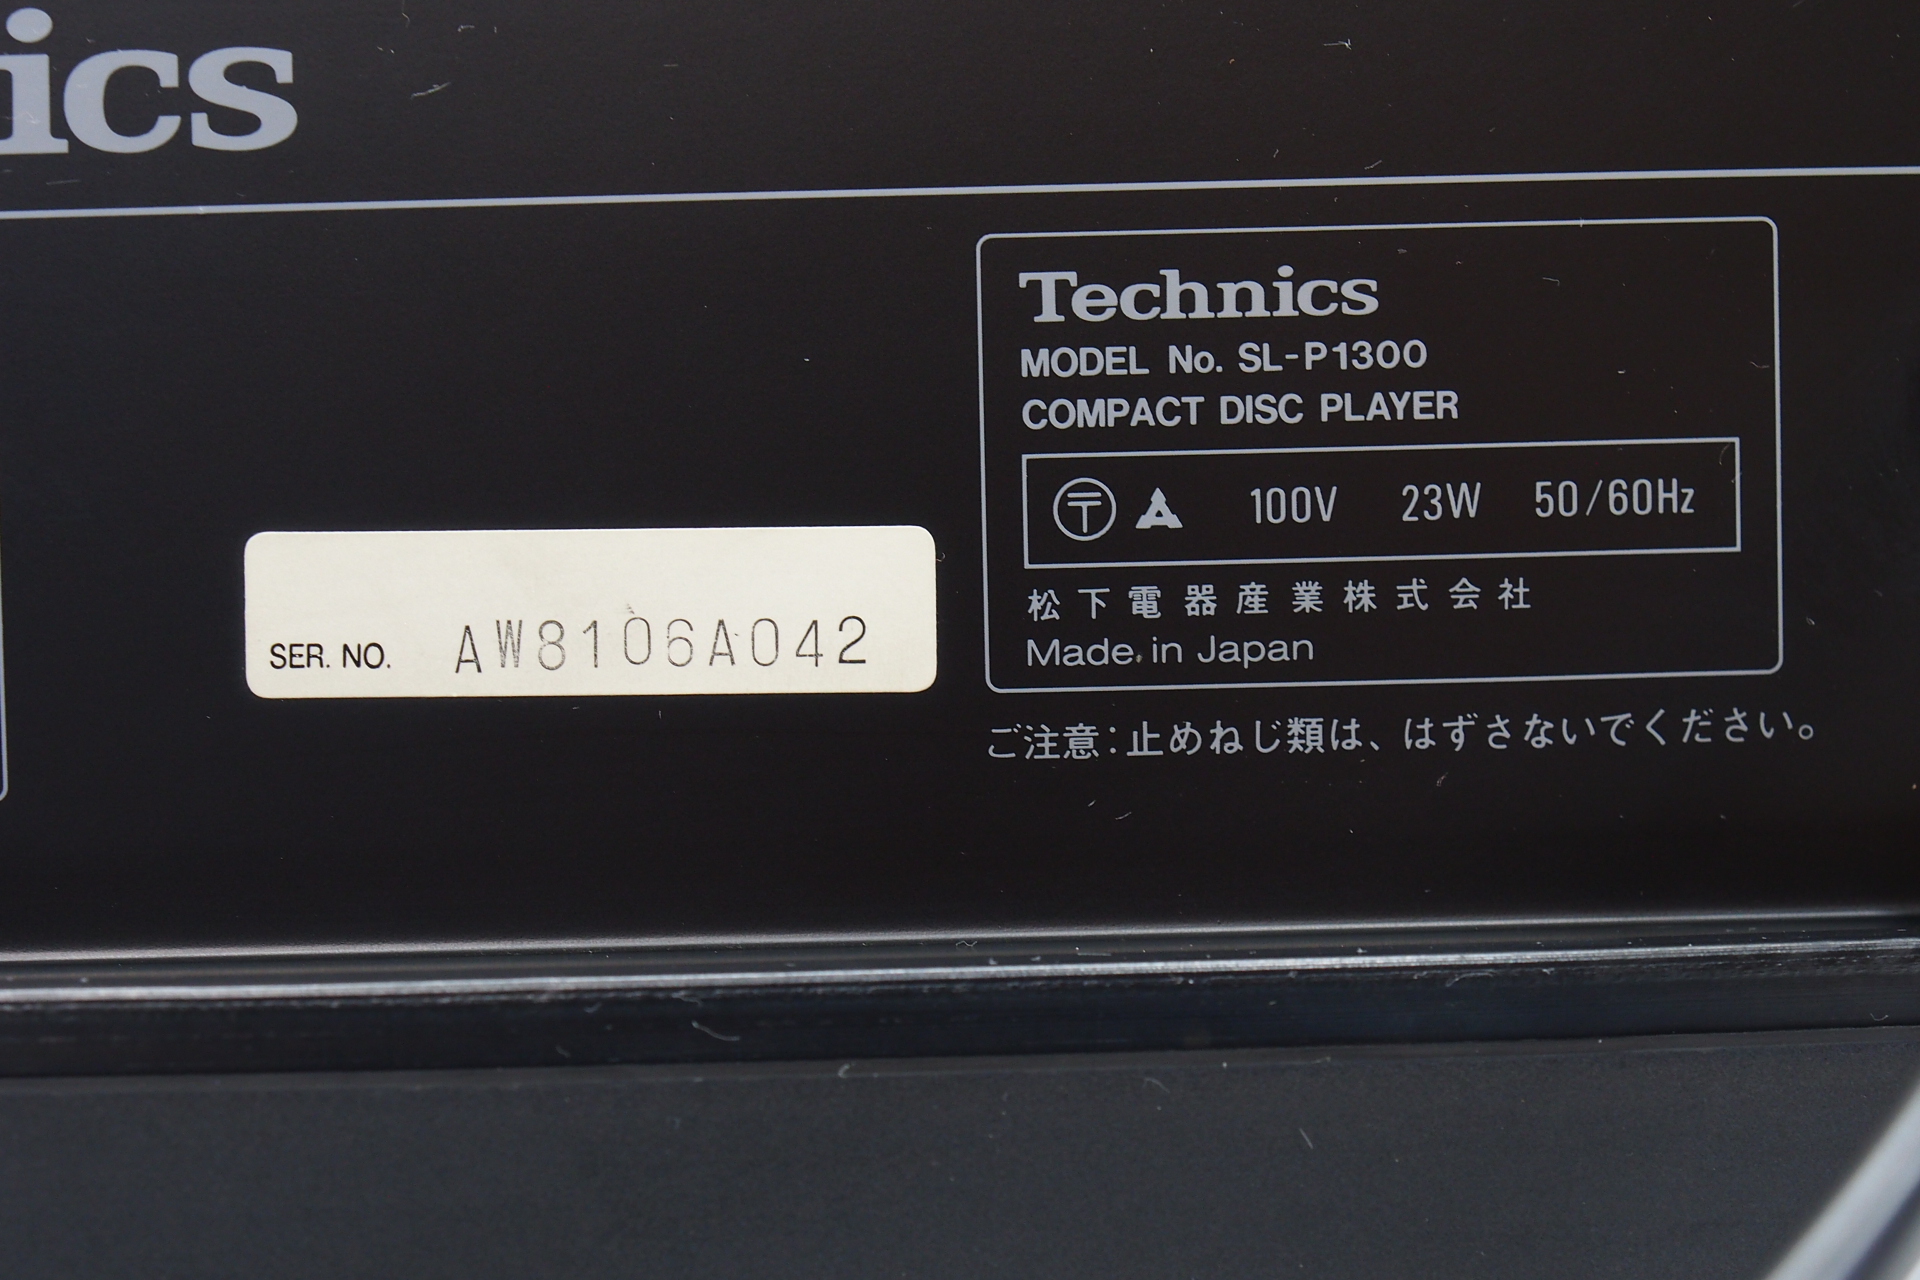 ics
Technics
MODEL No. SL-P1300
COMPACT DISC PLAYER
〒 A 100V 23W 50/60Hz
松下電器産業株式会社
Made in Japan
SER. NO. AW8106A042
ご注意:止めねじ類は、はずさないでください。